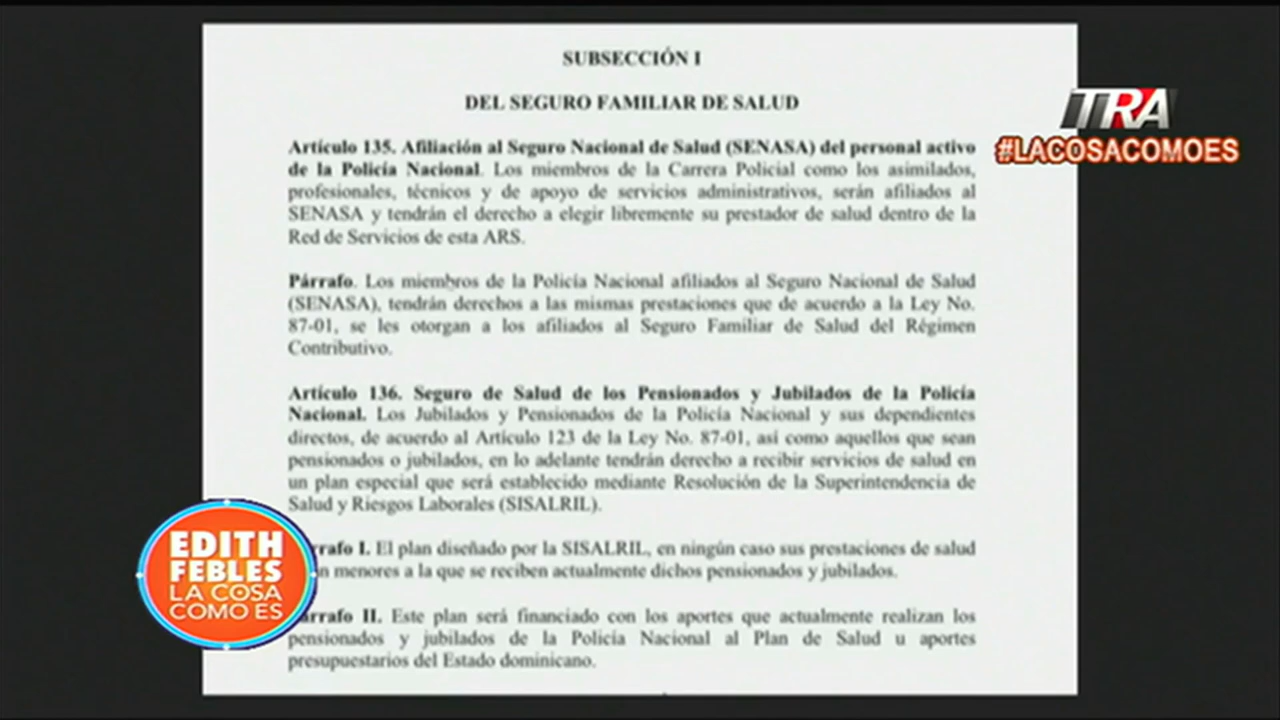 SUBSECCIÓN I
DEL SEGURO FAMILIAR DE SALUD
Artículo 135. Afiliación al Seguro Nacional de Salud (SENASA) del personal activo
de la Policía Nacional. Los miembros de la Carrera Policial como los asimilados,
profesionales, técnicos y de apoyo de servicios administrativos, serán afiliados al
SENASA y tendrán el derecho a elegir libremente su prestador de salud dentro de la
Red de Servicios de esta ARS.
Párrafo. Los miembros de la Policía Nacional afiliados al Seguro Nacional de Salud
(SENASA), tendrán derechos a las mismas prestaciones que de acuerdo a la Ley No.
87-01, se les otorgan a los afiliados al Seguro Familiar de Salud del Régimen
Contributivo.
Artículo 136. Seguro de Salud de los Pensionados y Jubilados de la Policía
Nacional. Los Jubilados y Pensionados de la Policía Nacional y sus dependientes
directos, de acuerdo al Artículo 123 de la Ley No. 87-01, así como aquellos que sean
pensionados o jubilados, en lo adelante tendrán derecho a recibir servicios de salud en
un plan especial que será establecido mediante Resolución de la Superintendencia de
Salud y Riesgos Laborales (SISALRIL).
rrafo I. El plan diseñado por la SISALRIL, en ningún caso sus prestaciones de salud
n menores a la que se reciben actualmente dichos pensionados y jubilados.
rrafo II. Este plan será financiado con los aportes que actualmente realizan los
pensionados y jubilados de la Policía Nacional al Plan de Salud u aportes
presupuestarios del Estado dominicano.
TRA
#LACOSACOMOES
EDITH
FEBLES
LA COSA
COMO ES